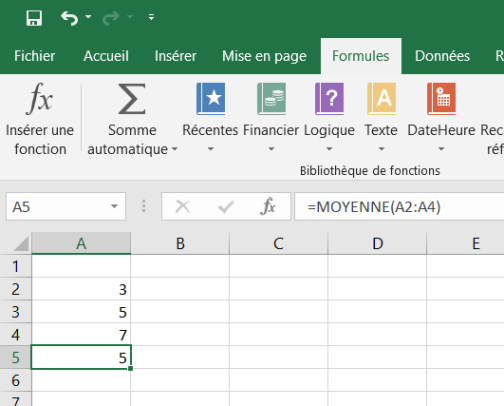 Fichier Accueil Insérer Mise en page Formules Données R
fx Σ ? A
Insérer une Somme Récentes Financier Logique Texte DateHeure Rec
fonction automatique réf
Bibliothèque de fonctions
A5 fx =MOYENNE(A2:A4)
A B C D E
1
2 3
3 5
4 7
5 5
6
7